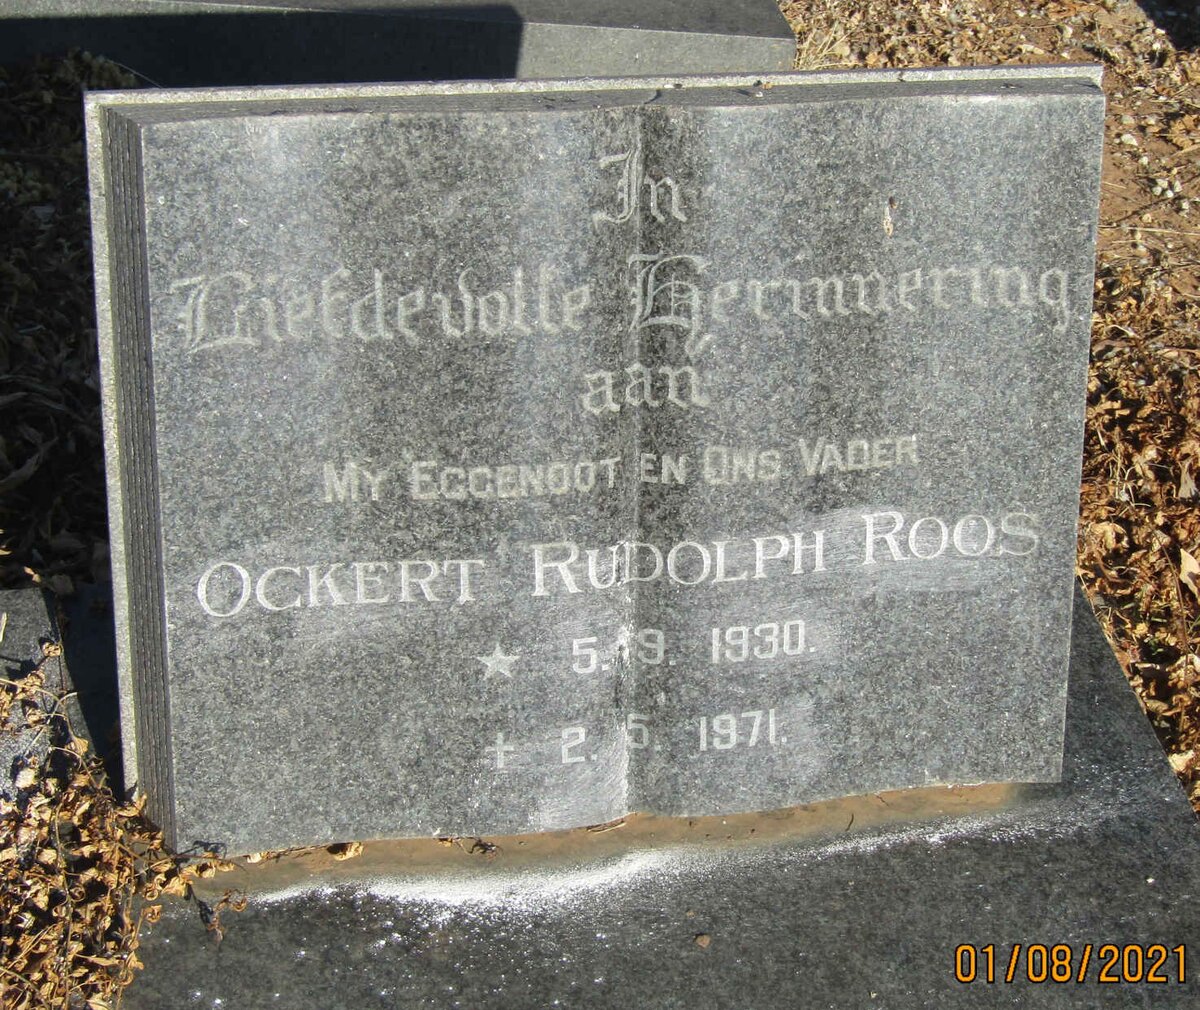 In
Liefdevolle Herinnering
aan
MY EGGENOOT EN ONS VADER
OCKERT RUDOLPH ROOS
★ 5. 9. 1930.
+ 2. 5. 1971.
01/08/2021